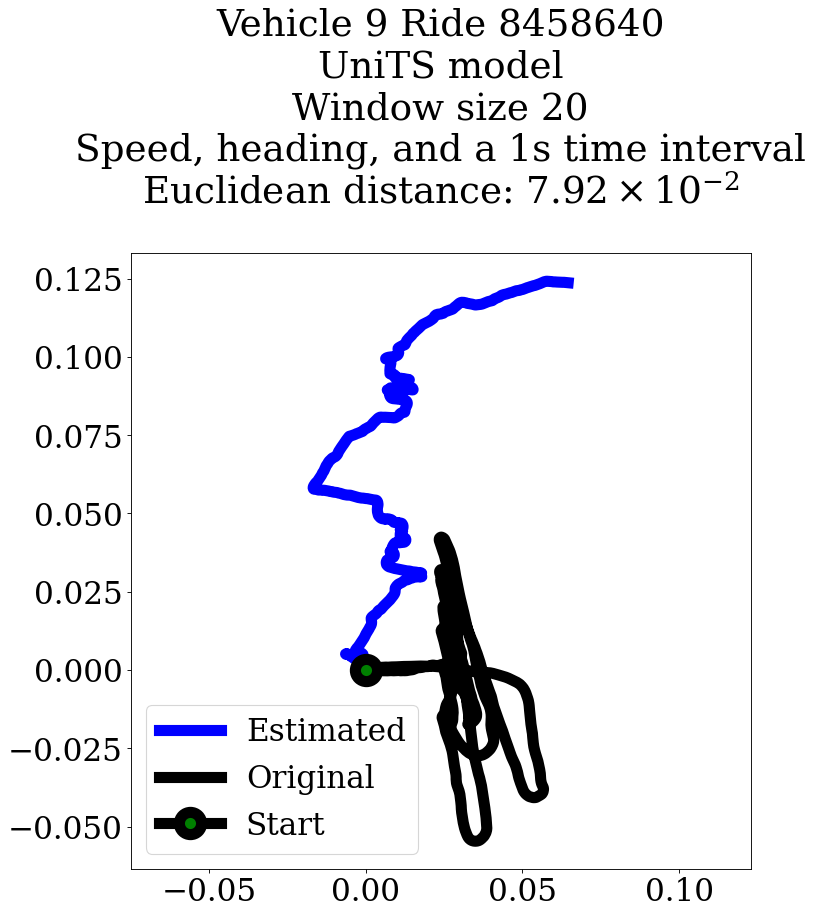 Vehicle 9 Ride 8458640
UniTS model
Window size 20
Speed, heading, and a 1s time interval
Euclidean distance: 7.92 × 10⁻²
0.125
0.100
0.075
0.050
0.025
0.000
−0.025
−0.050
Estimated
Original
Start
−0.05 0.00 0.05 0.10